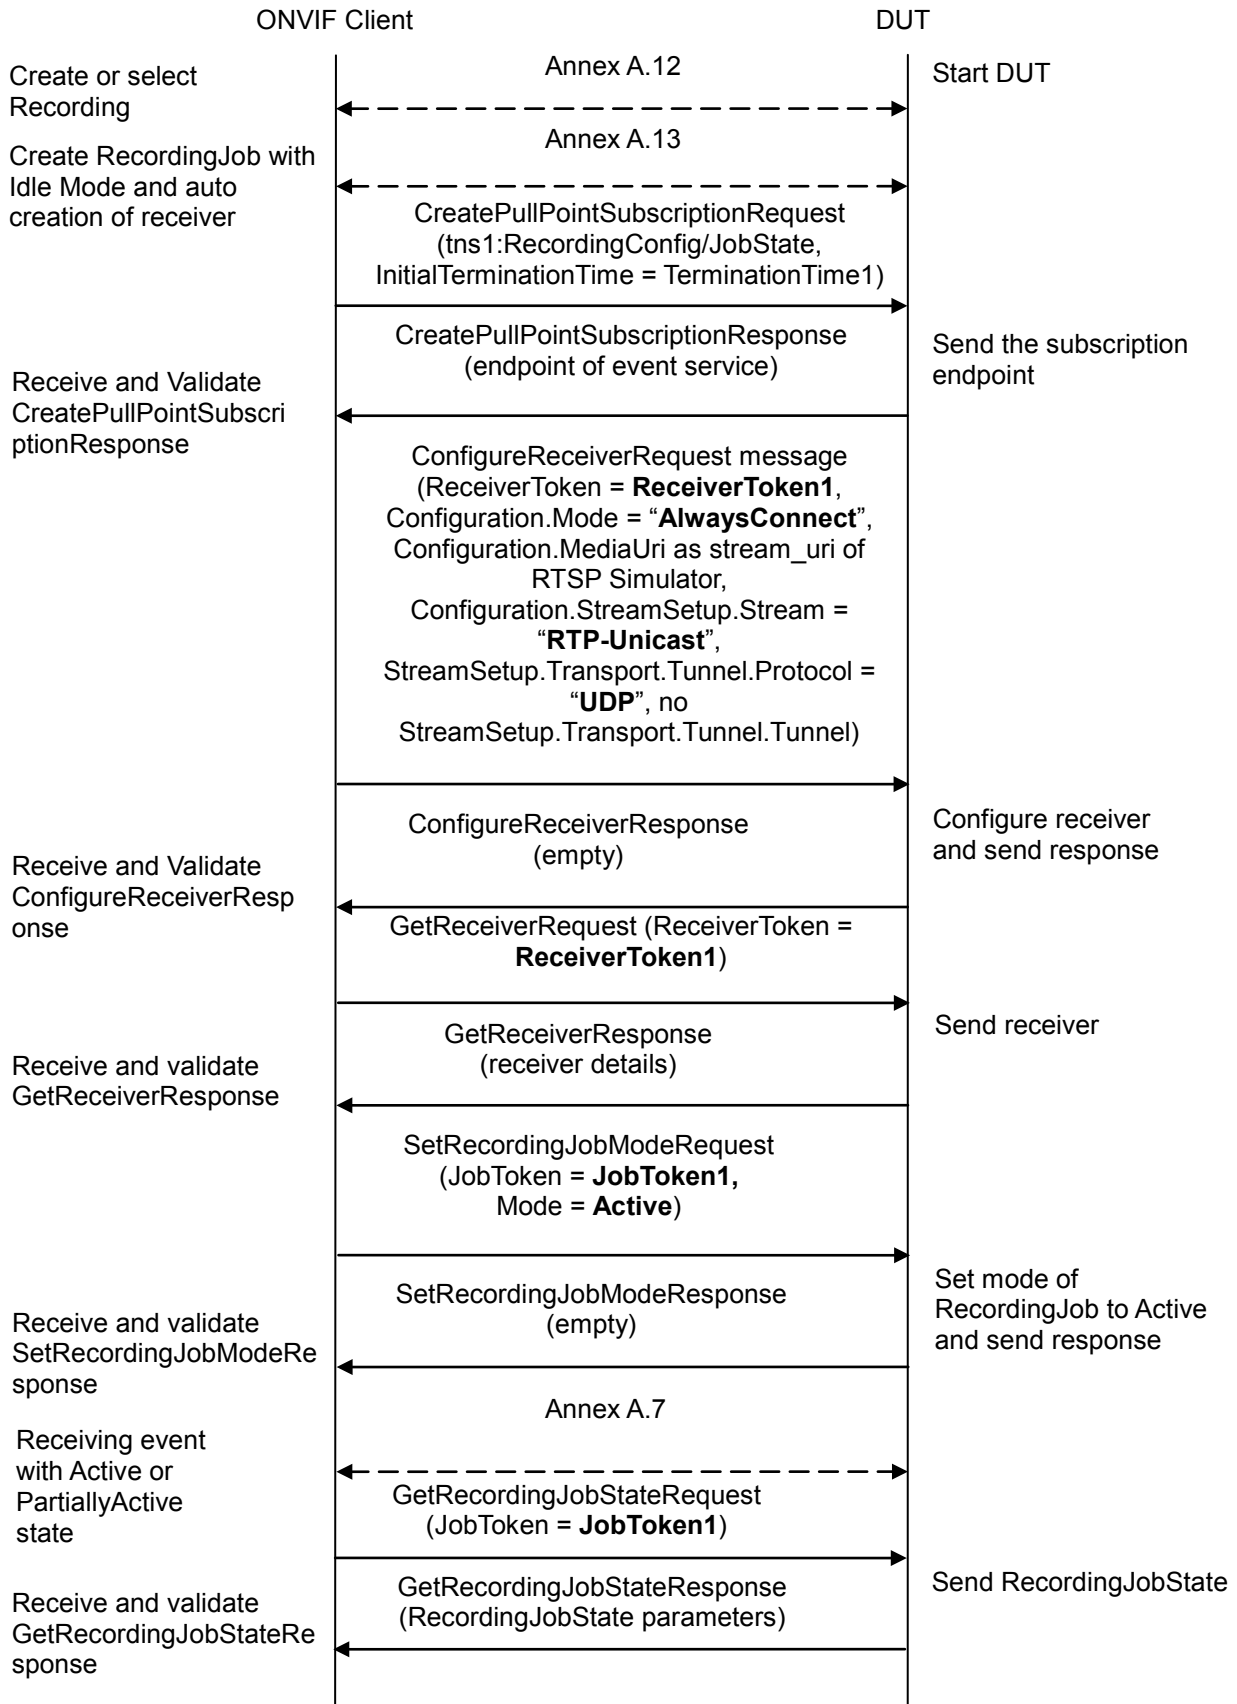 ONVIF Client
DUT
Annex A.12
Create or select
Recording
Start DUT
Annex A.13
Create RecordingJob with
Idle Mode and auto
creation of receiver
CreatePullPointSubscriptionRequest
(tns1:RecordingConfig/JobState,
InitialTerminationTime = TerminationTime1)
CreatePullPointSubscriptionResponse
(endpoint of event service)
Send the subscription
endpoint
Receive and Validate
CreatePullPointSubscri
ptionResponse
ConfigureReceiverRequest message
(ReceiverToken = ReceiverToken1,
Configuration.Mode = “AlwaysConnect”,
Configuration.MediaUri as stream_uri of
RTSP Simulator,
Configuration.StreamSetup.Stream =
“RTP-Unicast”,
StreamSetup.Transport.Tunnel.Protocol =
“UDP”, no
StreamSetup.Transport.Tunnel.Tunnel)
ConfigureReceiverResponse
(empty)
Configure receiver
and send response
Receive and Validate
ConfigureReceiverResp
onse
GetReceiverRequest (ReceiverToken =
ReceiverToken1)
Send receiver
GetReceiverResponse
(receiver details)
Receive and validate
GetReceiverResponse
SetRecordingJobModeRequest
(JobToken = JobToken1,
Mode = Active)
SetRecordingJobModeResponse
(empty)
Set mode of
RecordingJob to Active
and send response
Receive and validate
SetRecordingJobModeRe
sponse
Annex A.7
Receiving event
with Active or
PartiallyActive
state
GetRecordingJobStateRequest
(JobToken = JobToken1)
GetRecordingJobStateResponse
(RecordingJobState parameters)
Send RecordingJobState
Receive and validate
GetRecordingJobStateRe
sponse